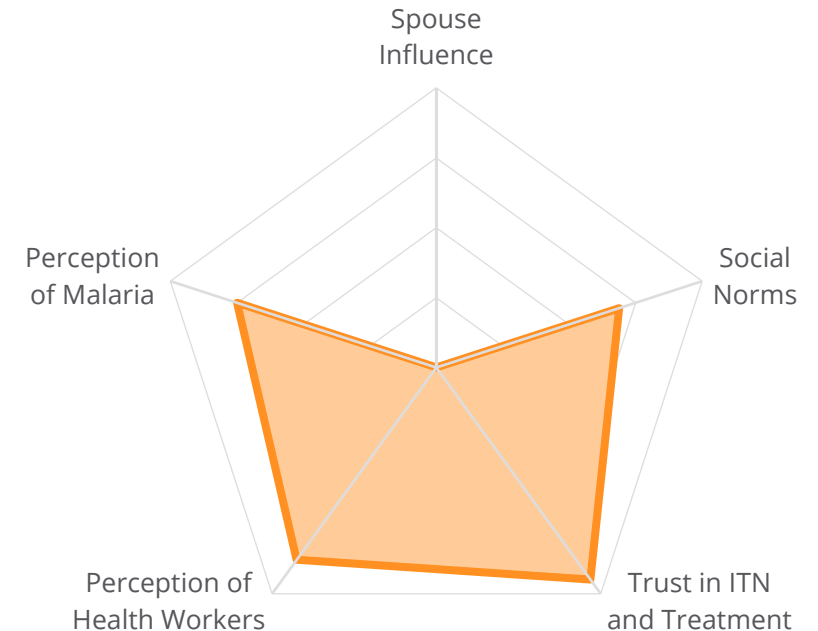 Spouse
Influence
Perception
of Malaria
Social
Norms
Perception of
Health Workers
Trust in ITN
and Treatment